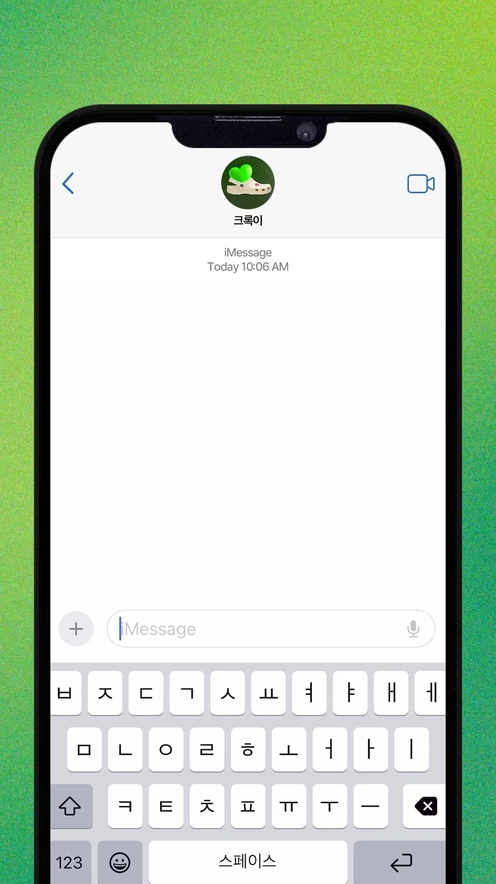 크록이
iMessage
Today 10:06 AM
iMessage
ㅂ ㅈ ㄷ ㄱ ㅅ ㅛ ㅕ ㅑ ㅐ ㅔ
ㅁ ㄴ ㅇ ㄹ ㅎ ㅗ ㅓ ㅏ ㅣ
ㅋ ㅌ ㅊ ㅍ ㅠ ㅜ ㅡ
123 스페이스